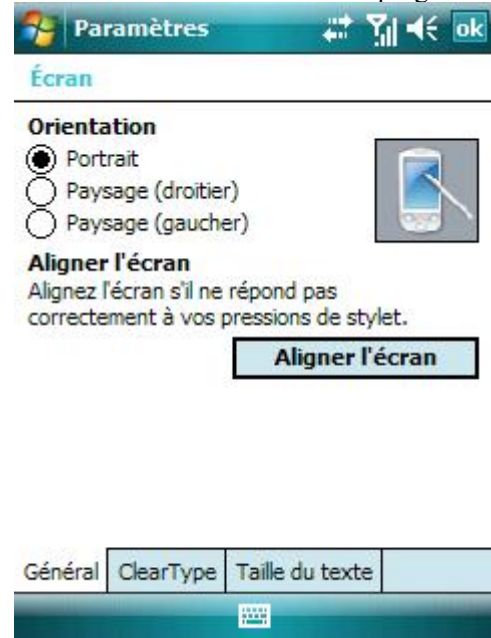 Paramètres
ok
Écran
Orientation
Portrait
Paysage (droitier)
Paysage (gaucher)
Aligner l'écran
Alignez l'écran s'il ne répond pas
correctement à vos pressions de stylet.
Aligner l'écran
Général ClearType Taille du texte